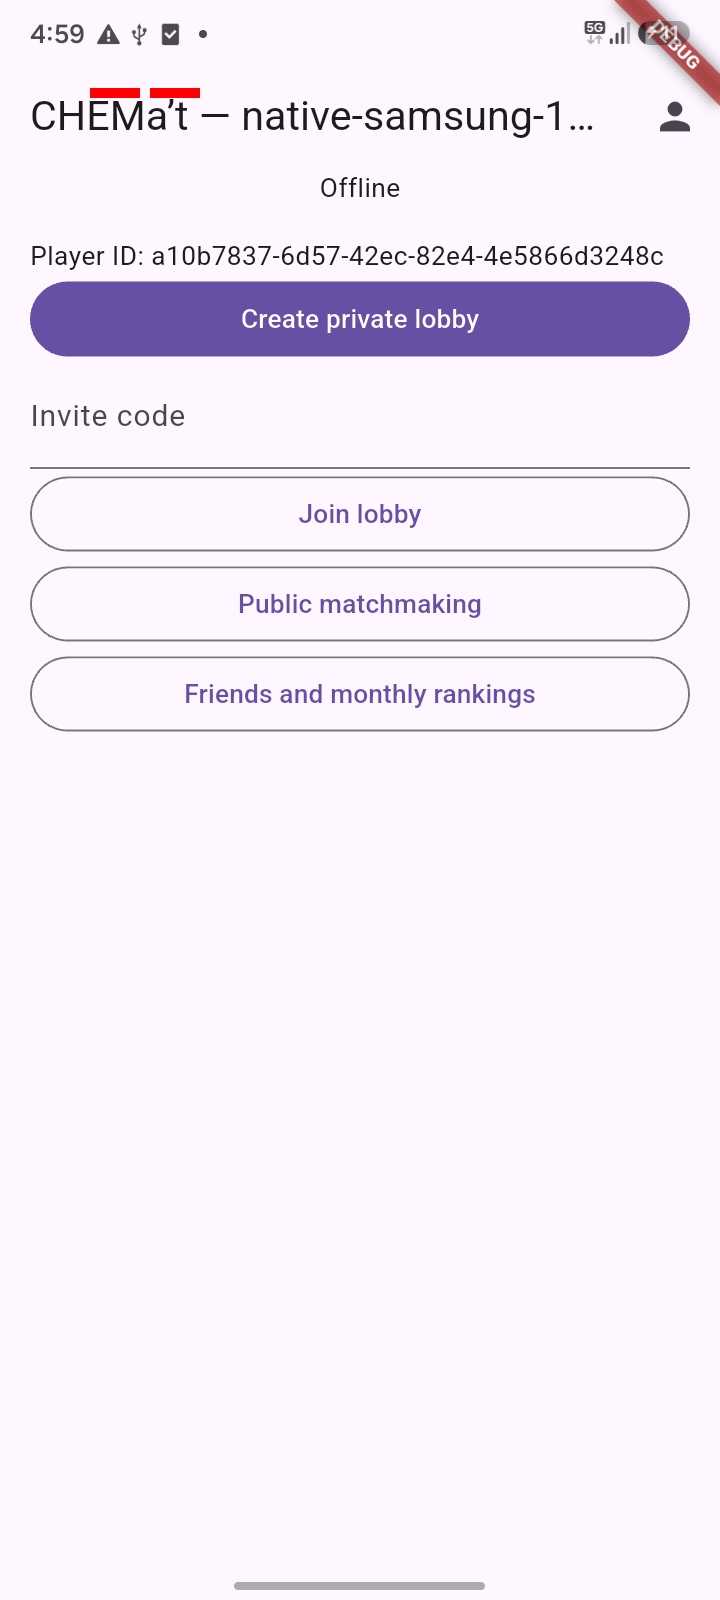 4:59
5G
DEBUG
CHEMa’t — native-samsung-1…
Offline
Player ID: a10b7837-6d57-42ec-82e4-4e5866d3248c
Create private lobby
Invite code
Join lobby
Public matchmaking
Friends and monthly rankings